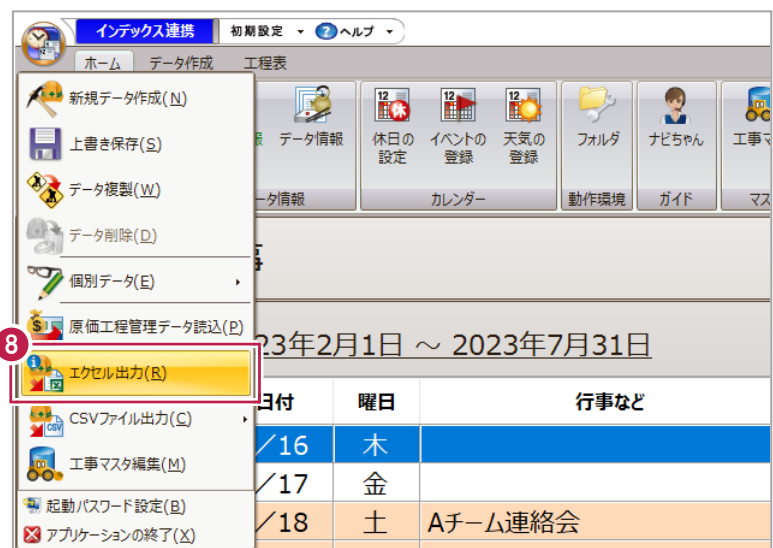 インデックス連携 初期設定 ヘルプ
ホーム データ作成 工程表
新規データ作成(N)
上書き保存(S)
データ複製(W)
データ削除(D)
個別データ(E)
原価工程管理データ読込(P)
8
エクセル出力(R)
CSVファイル出力(C)
工事マスタ編集(M)
起動パスワード設定(B)
アプリケーションの終了(X)
データ情報
12
休日の
設定
12
イベントの
登録
12
天気の
登録
フォルダ
ナビちゃん
工事マ
ータ情報 カレンダー 動作環境 ガイド マス
事
23年2月1日 ～ 2023年7月31日
日付 曜日 行事など
/16 木
/17 金
/18 土 Aチーム連絡会